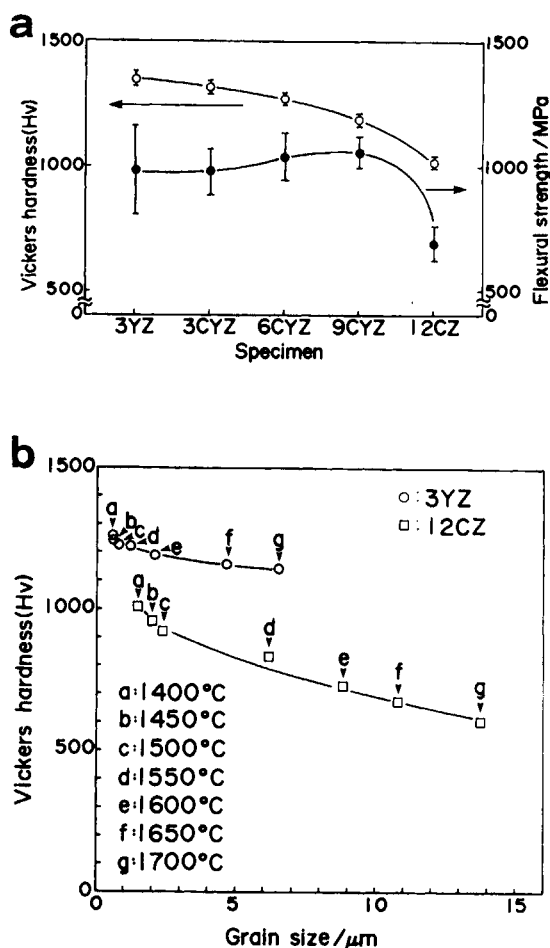 a
1500
1000
500
0
Vickers hardness(Hv)
1500
1000
500
0
Flexural strength/MPa
3YZ 3CYZ 6CYZ 9CYZ 12CZ
Specimen
b
1500
1000
500
0
Vickers hardness(Hv)
○:3YZ
□:12CZ
a b c d e f g
a b c d e f g
a:1400°C
b:1450°C
c:1500°C
d:1550°C
e:1600°C
f:1650°C
g:1700°C
0 5 10 15
Grain size/μm